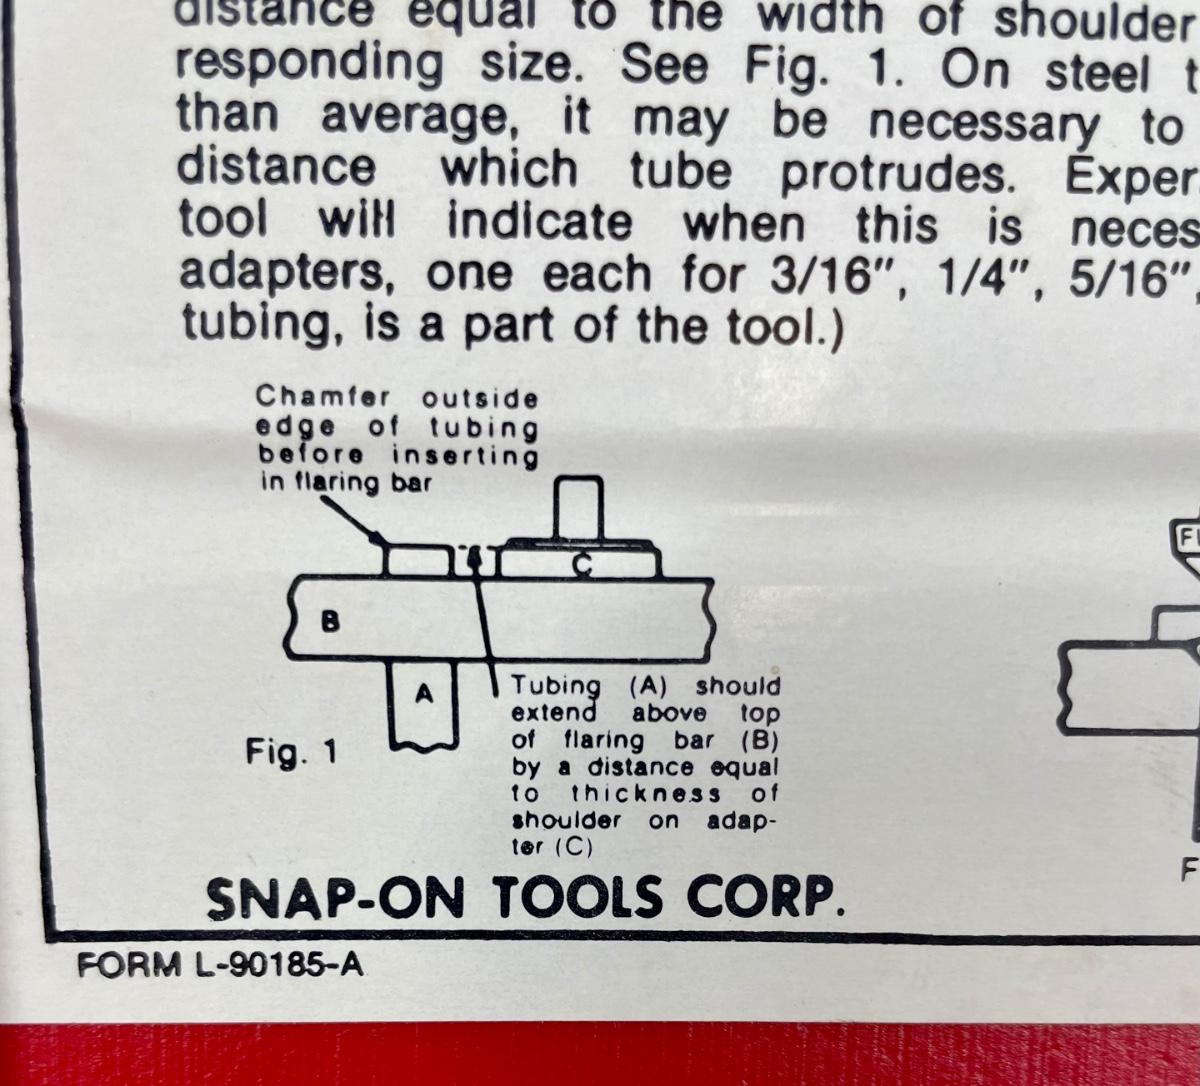 distance equal to the width of shoulder
responding size. See Fig. 1. On steel
than average, it may be necessary to
distance which tube protrudes. Exper
tool will indicate when this is neces
adapters, one each for 3/16", 1/4", 5/16",
tubing, is a part of the tool.)
Chamfer outside
edge of tubing
before inserting
in flaring bar
C
B
A
Tubing (A) should
extend above top
of flaring bar (B)
by a distance equal
to thickness of
shoulder on adap-
ter (C)
Fig. 1
SNAP-ON TOOLS CORP.
FORM L-90185-A